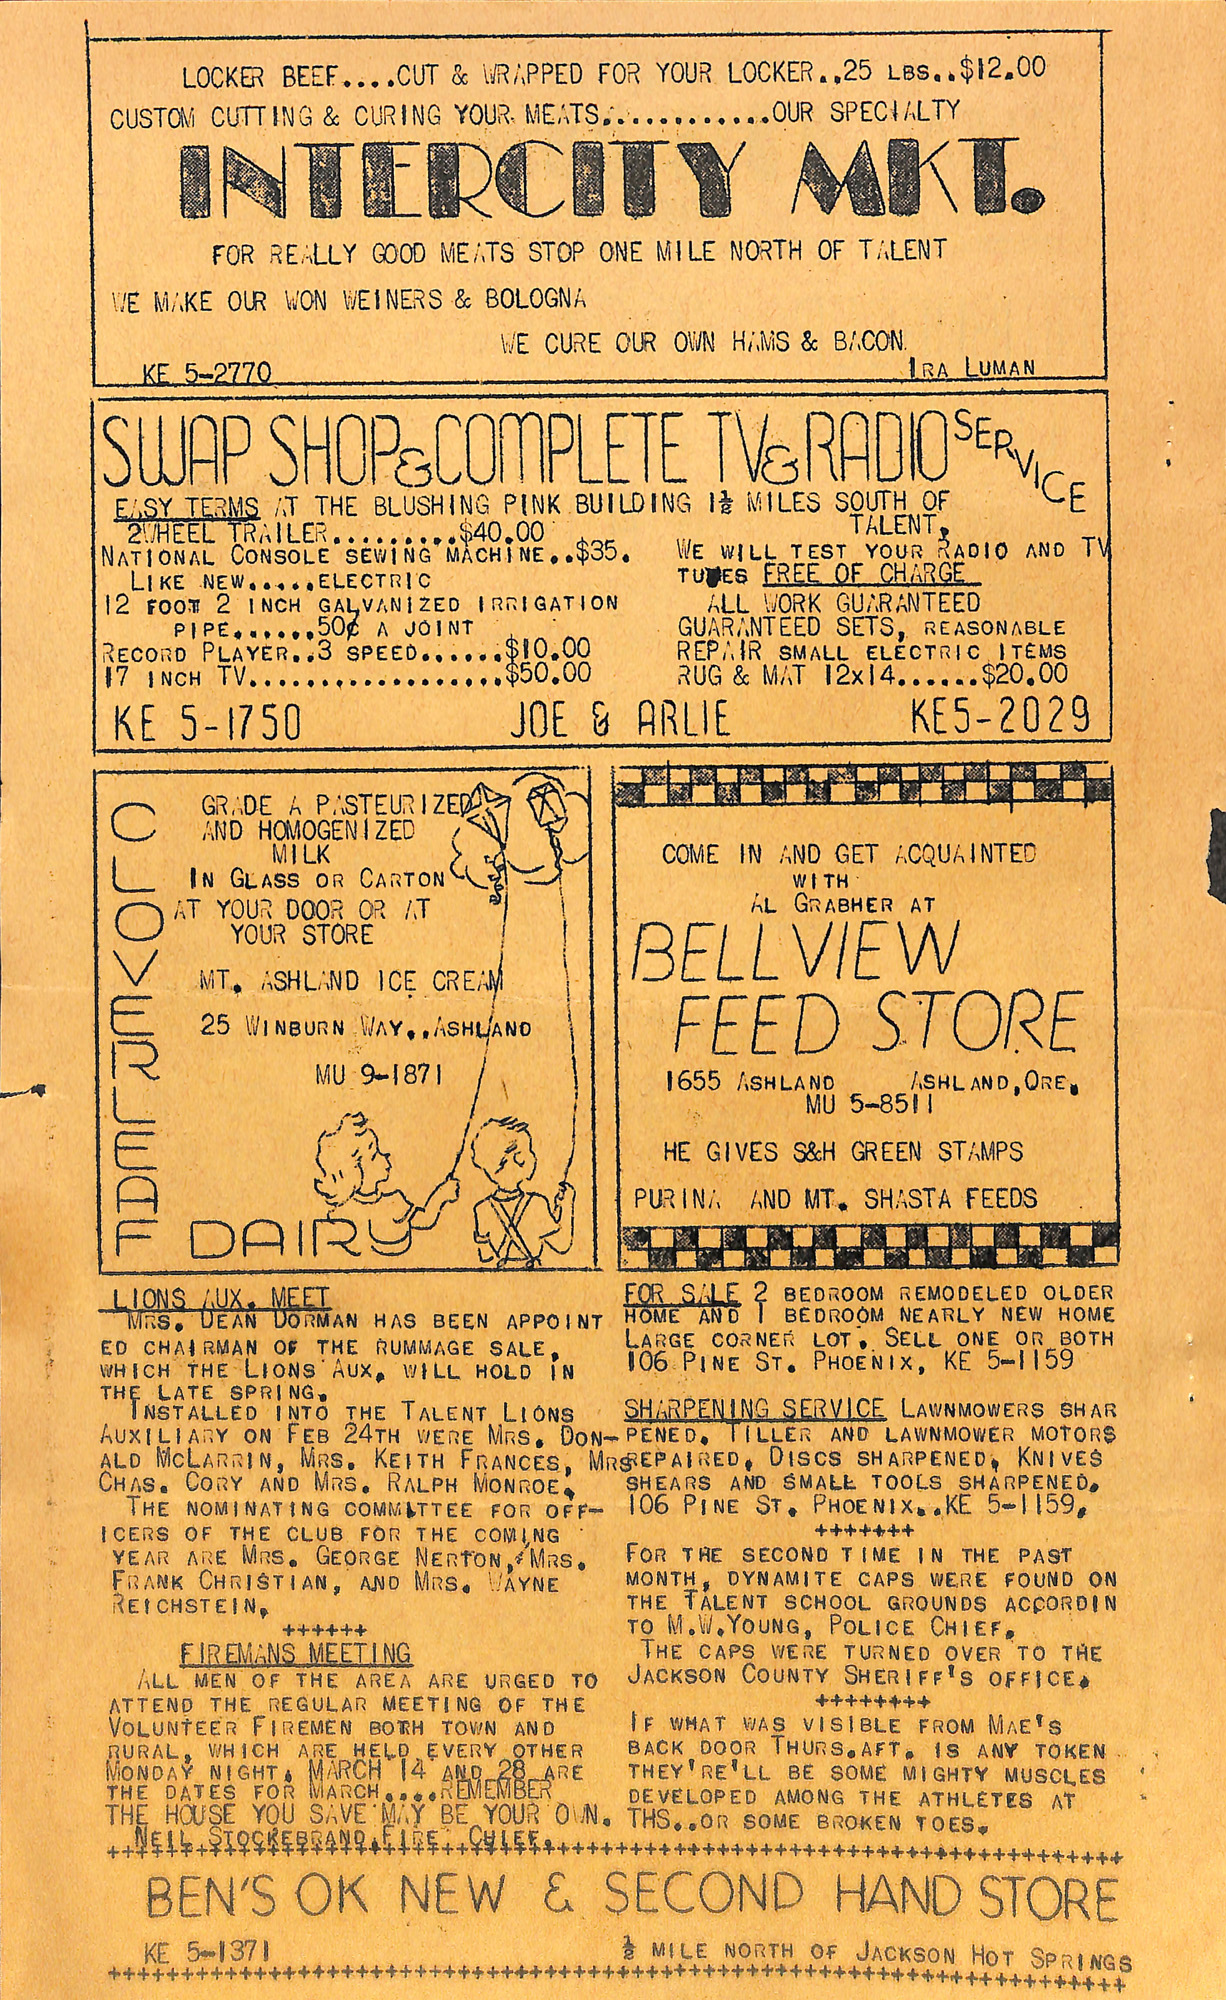 LOCKER BEEF....CUT & WRAPPED FOR YOUR LOCKER..25 LBS..$12.00
CUSTOM CUTTING & CURING YOUR MEATS............OUR SPECIALTY
INTERCITY MKT.
FOR REALLY GOOD MEATS STOP ONE MILE NORTH OF TALENT
WE MAKE OUR WON WEINERS & BOLOGNA
WE CURE OUR OWN HAMS & BACON.
KE 5-2770 IRA LUMAN
SWAP SHOP & COMPLETE TV & RADIO SERVICE
EASY TERMS AT THE BLUSHING PINK BUILDING 1½ MILES SOUTH OF
TALENT,
2WHEEL TRAILER.........$40.00
NATIONAL CONSOLE SEWING MACHINE..$35.
LIKE NEW.....ELECTRIC
12 FOOT 2 INCH GALVANIZED IRRIGATION
PIPE......50¢ A JOINT
RECORD PLAYER..3 SPEED......$10.00
17 INCH TV...................$50.00
WE WILL TEST YOUR RADIO AND TV
TUBES FREE OF CHARGE
ALL WORK GUARANTEED
GUARANTEED SETS, REASONABLE
REPAIR SMALL ELECTRIC ITEMS
RUG & MAT 12x14......$20.00
KE 5-1750 JOE & ARLIE KE5-2029
CLOVERLEAF
GRADE A PASTEURIZED
AND HOMOGENIZED
MILK
IN GLASS OR CARTON
AT YOUR DOOR OR AT
YOUR STORE
MT. ASHLAND ICE CREAM
25 WINBURN WAY..ASHLAND
MU 9-1871
DAIRY
COME IN AND GET ACQUAINTED
WITH
AL GRABHER AT
BELLVIEW
FEED STORE
1655 ASHLAND ASHLAND,ORE.
MU 5-8511
HE GIVES S&H GREEN STAMPS
PURINA AND MT. SHASTA FEEDS
LIONS AUX. MEET
MRS. DEAN DORMAN HAS BEEN APPOINT
ED CHAIRMAN OF THE RUMMAGE SALE,
WHICH THE LIONS AUX. WILL HOLD IN
THE LATE SPRING.
INSTALLED INTO THE TALENT LIONS
AUXILIARY ON FEB 24TH WERE MRS. DON-
ALD MCLARRIN, MRS. KEITH FRANCES, MRS
CHAS. CORY AND MRS. RALPH MONROE.
THE NOMINATING COMMITTEE FOR OFF-
ICERS OF THE CLUB FOR THE COMING
YEAR ARE MRS. GEORGE NERTON, MRS.
FRANK CHRISTIAN, AND MRS. WAYNE
REICHSTEIN.
++++++
FIREMANS MEETING
ALL MEN OF THE AREA ARE URGED TO
ATTEND THE REGULAR MEETING OF THE
VOLUNTEER FIREMEN BOTH TOWN AND
RURAL, WHICH ARE HELD EVERY OTHER
MONDAY NIGHT. MARCH 14 AND 28 ARE
THE DATES FOR MARCH....REMEMBER
THE HOUSE YOU SAVE MAY BE YOUR OWN.
NEIL STOCKEBRAND,FIRE CHIEF.
FOR SALE 2 BEDROOM REMODELED OLDER
HOME AND 1 BEDROOM NEARLY NEW HOME
LARGE CORNER LOT. SELL ONE OR BOTH
106 PINE ST. PHOENIX, KE 5-1159
SHARPENING SERVICE LAWNMOWERS SHAR
PENED. TILLER AND LAWNMOWER MOTORS
REPAIRED, DISCS SHARPENED, KNIVES
SHEARS AND SMALL TOOLS SHARPENED.
106 PINE ST. PHOENIX..KE 5-1159.
+++++++
FOR THE SECOND TIME IN THE PAST
MONTH, DYNAMITE CAPS WERE FOUND ON
THE TALENT SCHOOL GROUNDS ACCORDIN
TO M.W.YOUNG, POLICE CHIEF.
THE CAPS WERE TURNED OVER TO THE
JACKSON COUNTY SHERIFF'S OFFICE.
++++++++
IF WHAT WAS VISIBLE FROM MAE'S
BACK DOOR THURS.AFT. IS ANY TOKEN
THEY'RE'LL BE SOME MIGHTY MUSCLES
DEVELOPED AMONG THE ATHLETES AT
THS..OR SOME BROKEN TOES.
BEN'S OK NEW & SECOND HAND STORE
KE 5-1371 ½ MILE NORTH OF JACKSON HOT SPRINGS